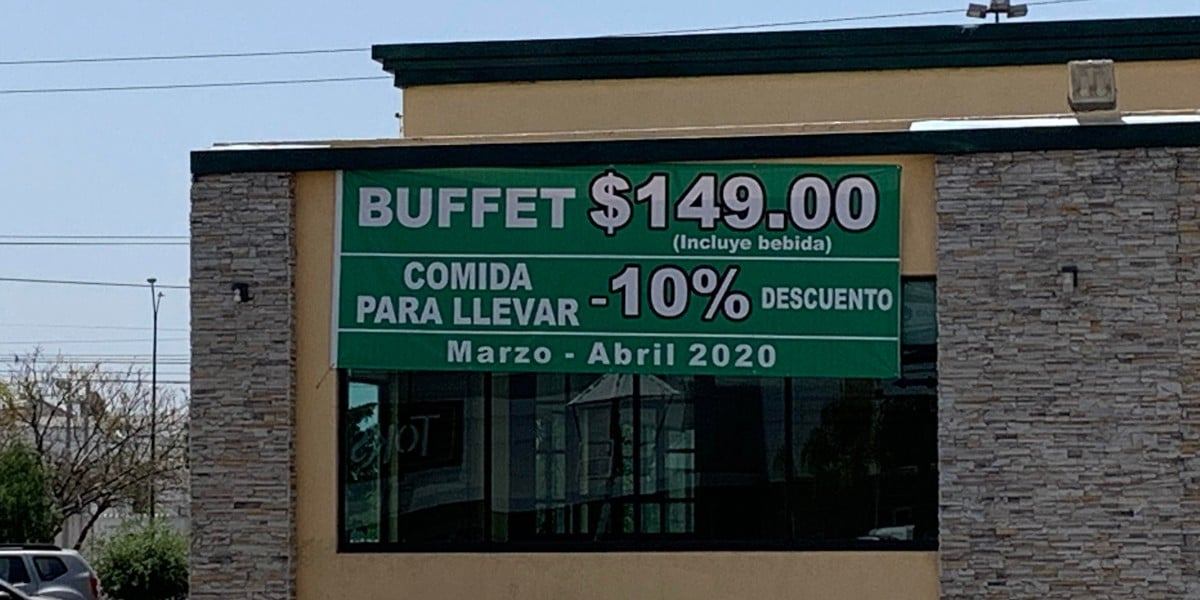 BUFFET $149.00
(Incluye bebida)
COMIDA
PARA LLEVAR -10% DESCUENTO
Marzo - Abril 2020